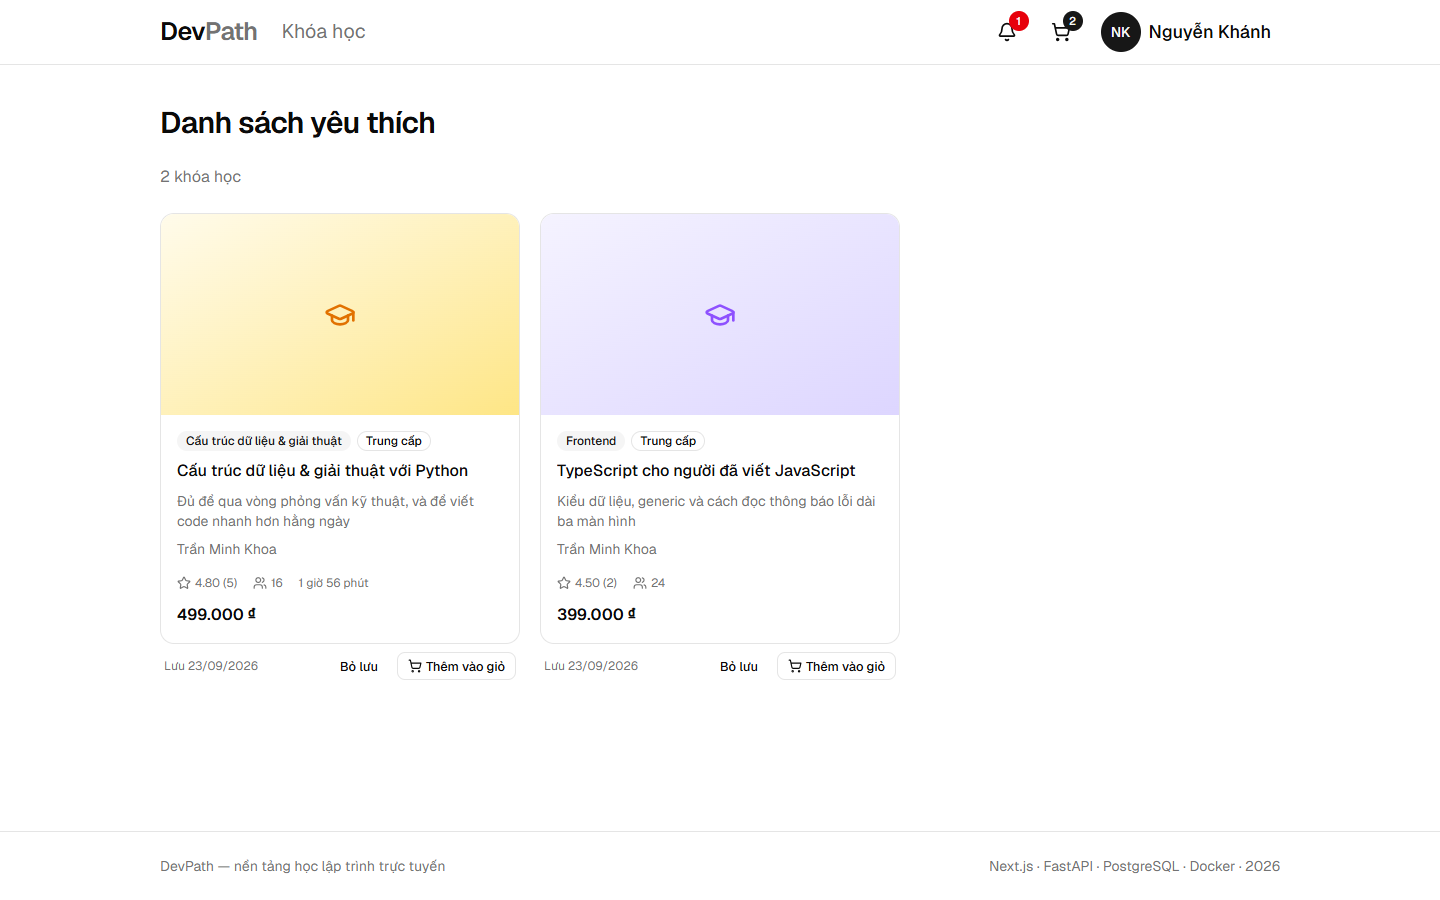 DevPath Khóa học 1 2 NK Nguyễn Khánh
Danh sách yêu thích
2 khóa học
Cấu trúc dữ liệu & giải thuật Trung cấp
Cấu trúc dữ liệu & giải thuật với Python
Đủ để qua vòng phỏng vấn kỹ thuật, và để viết
code nhanh hơn hằng ngày
Trần Minh Khoa
4.80 (5) 16 1 giờ 56 phút
499.000 ₫
Lưu 23/09/2026 Bỏ lưu Thêm vào giỏ
Frontend Trung cấp
TypeScript cho người đã viết JavaScript
Kiểu dữ liệu, generic và cách đọc thông báo lỗi dài
ba màn hình
Trần Minh Khoa
4.50 (2) 24
399.000 ₫
Lưu 23/09/2026 Bỏ lưu Thêm vào giỏ
DevPath — nền tảng học lập trình trực tuyến
Next.js · FastAPI · PostgreSQL · Docker · 2026